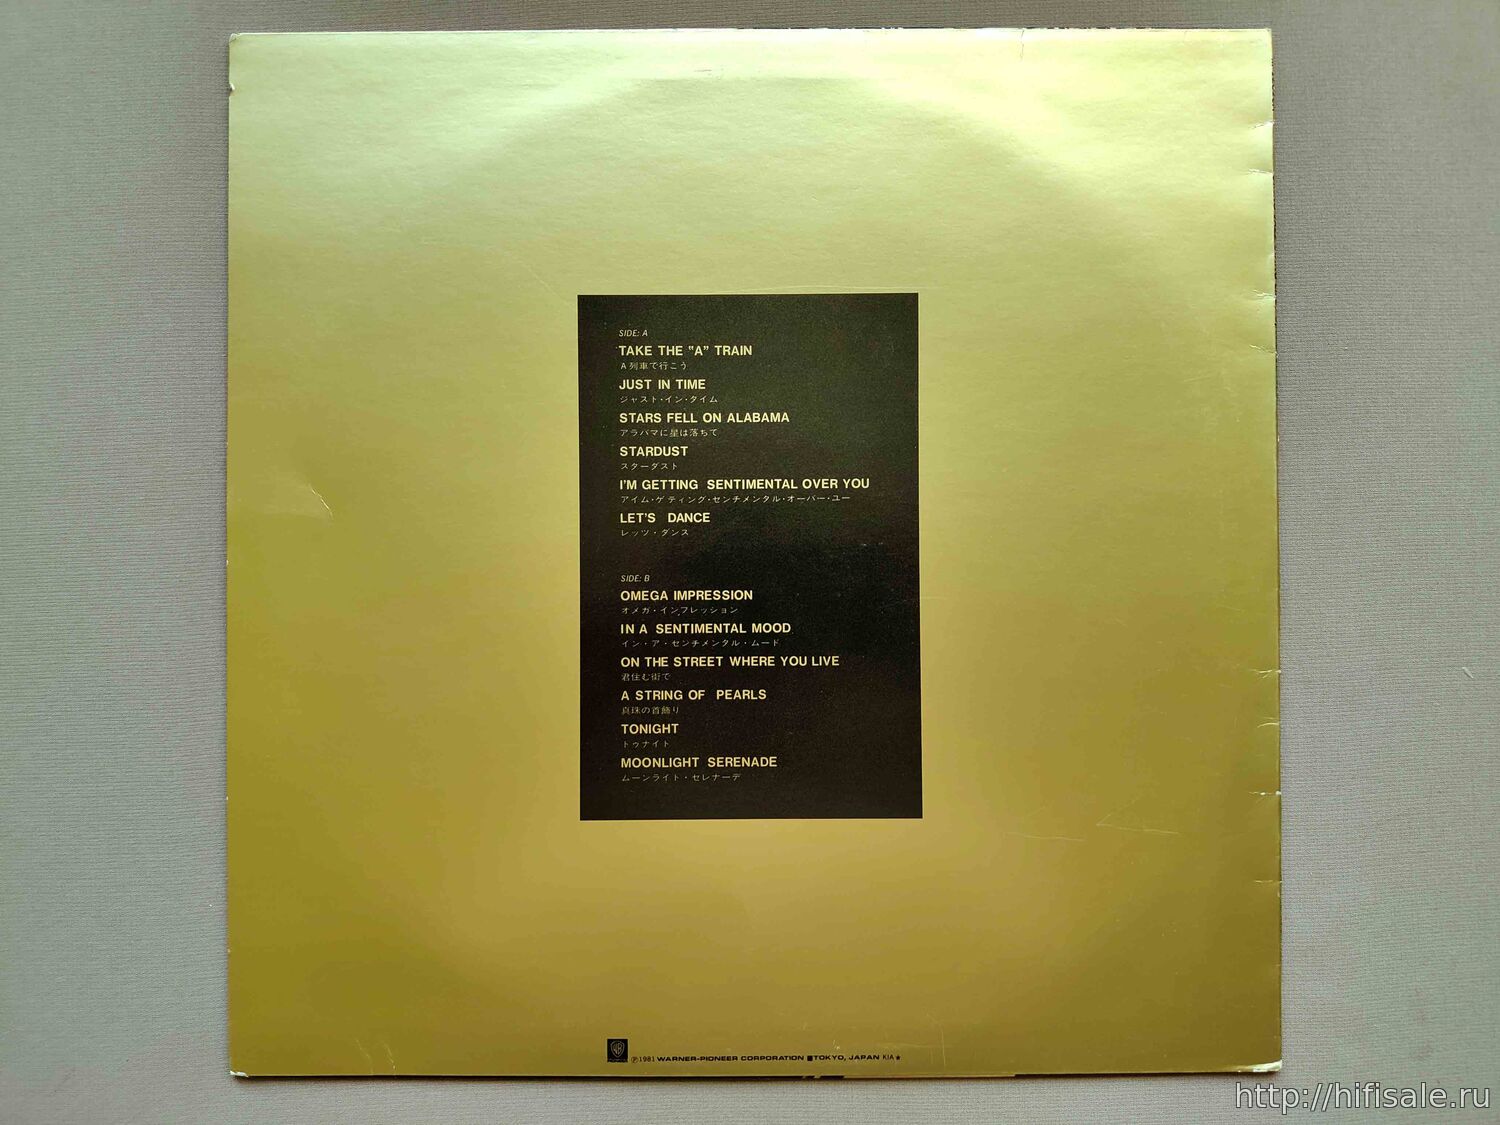 SIDE: A
TAKE THE "A" TRAIN
A列車で行こう
JUST IN TIME
ジャスト・イン・タイム
STARS FELL ON ALABAMA
アラバマに星は落ちて
STARDUST
スターダスト
I'M GETTING SENTIMENTAL OVER YOU
アイム・ゲティング・センチメンタル・オーバー・ユー
LET'S DANCE
レッツ・ダンス
SIDE: B
OMEGA IMPRESSION
オメガ・インプレッション
IN A SENTIMENTAL MOOD
イン・ア・センチメンタル・ムード
ON THE STREET WHERE YOU LIVE
君住む街で
A STRING OF PEARLS
真珠の首飾り
TONIGHT
トゥナイト
MOONLIGHT SERENADE
ムーンライト・セレナーデ
℗1981 WARNER-PIONEER CORPORATION ■TOKYO, JAPAN KIA★
http://hifisale.ru